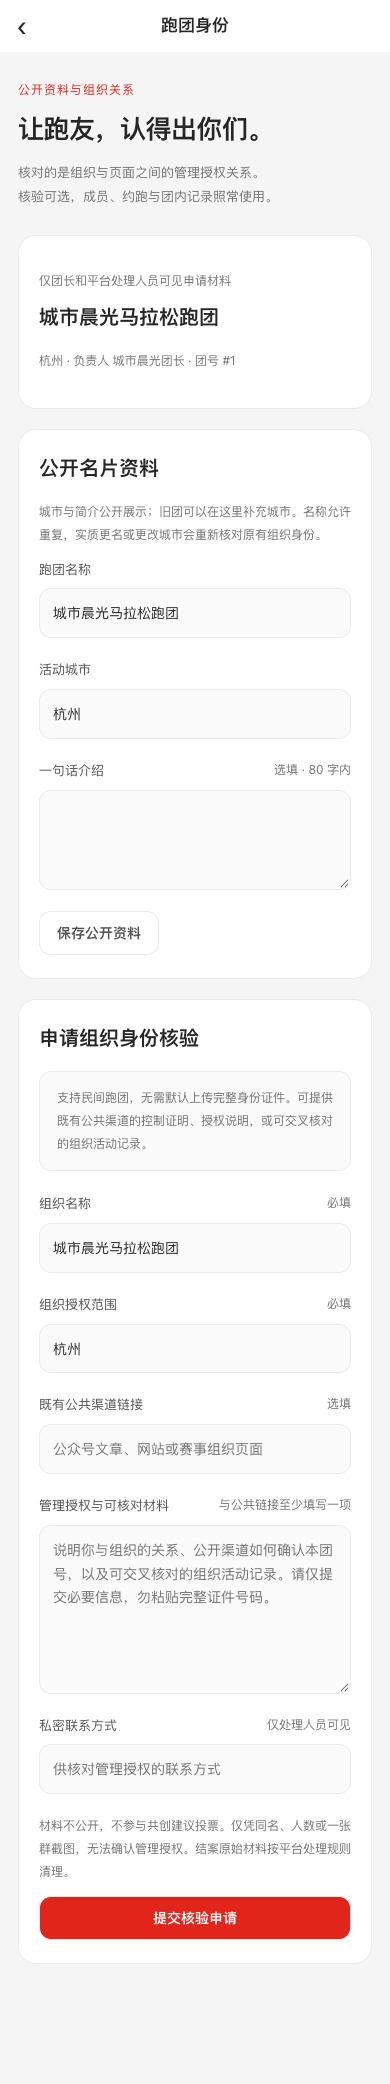 跑团身份
公开资料与组织关系
让跑友，认得出你们。
核对的是组织与页面之间的管理授权关系。
核验可选，成员、约跑与团内记录照常使用。
仅团长和平台处理人员可见申请材料
城市晨光马拉松跑团
杭州 · 负责人 城市晨光团长 · 团号 #1
公开名片资料
城市与简介公开展示；旧团可以在这里补充城市。名称允许
重复，实质更名或更改城市会重新核对原有组织身份。
跑团名称
城市晨光马拉松跑团
活动城市
杭州
一句话介绍 选填 · 80 字内
保存公开资料
申请组织身份核验
支持民间跑团，无需默认上传完整身份证件。可提供
既有公共渠道的控制证明、授权说明，或可交叉核对
的组织活动记录。
组织名称 必填
城市晨光马拉松跑团
组织授权范围 必填
杭州
既有公共渠道链接 选填
公众号文章、网站或赛事组织页面
管理授权与可核对材料 与公共链接至少填写一项
说明你与组织的关系、公开渠道如何确认本团
号，以及可交叉核对的组织活动记录。请仅提
交必要信息，勿粘贴完整证件号码。
私密联系方式 仅处理人员可见
供核对管理授权的联系方式
材料不公开，不参与共创建议投票。仅凭同名、人数或一张
群截图，无法确认管理授权。结案原始材料按平台处理规则
清理。
提交核验申请